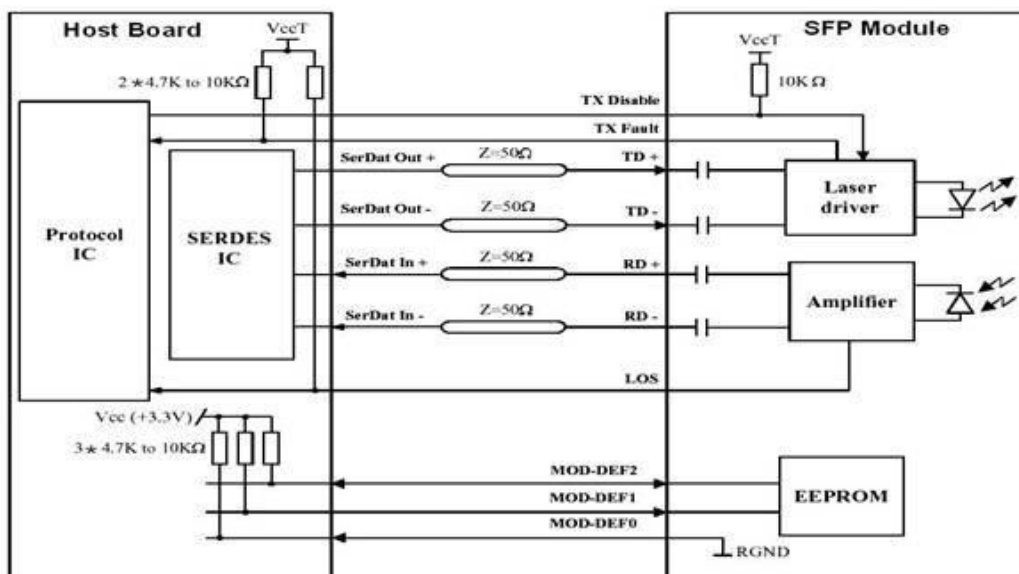 Host Board
SFP Module
VccT
VccT
2*4.7K to 10KΩ
10K Ω
TX Disable
TX Fault
SerDat Out +
Z=50Ω
TD +
SerDat Out -
Z=50Ω
TD -
Laser
driver
Protocol
IC
SERDES
IC
SerDat In +
Z=50Ω
RD +
SerDat In -
Z=50Ω
RD -
Amplifier
LOS
Vcc (+3.3V)
3* 4.7K to 10KΩ
MOD-DEF2
MOD-DEF1
MOD-DEF0
EEPROM
RGND